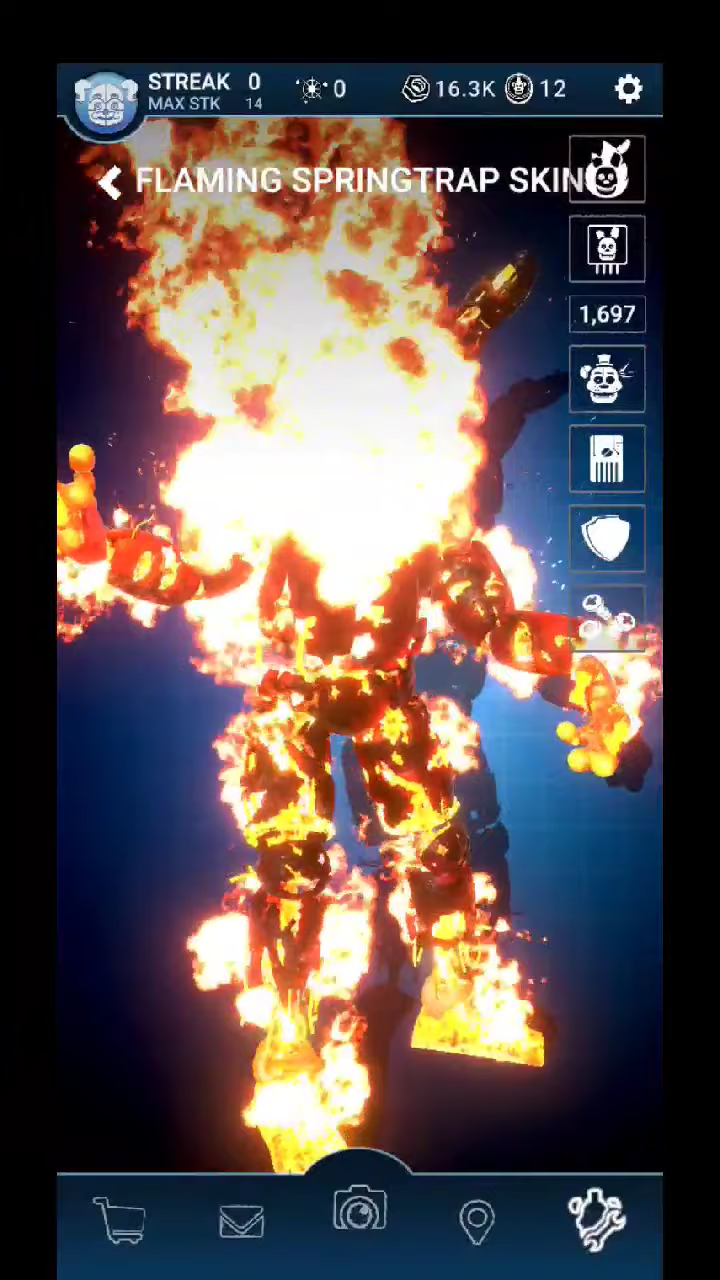 STREAK 0
MAX STK 14
0
16.3K
12
FLAMING SPRINGTRAP SKIN
1,697